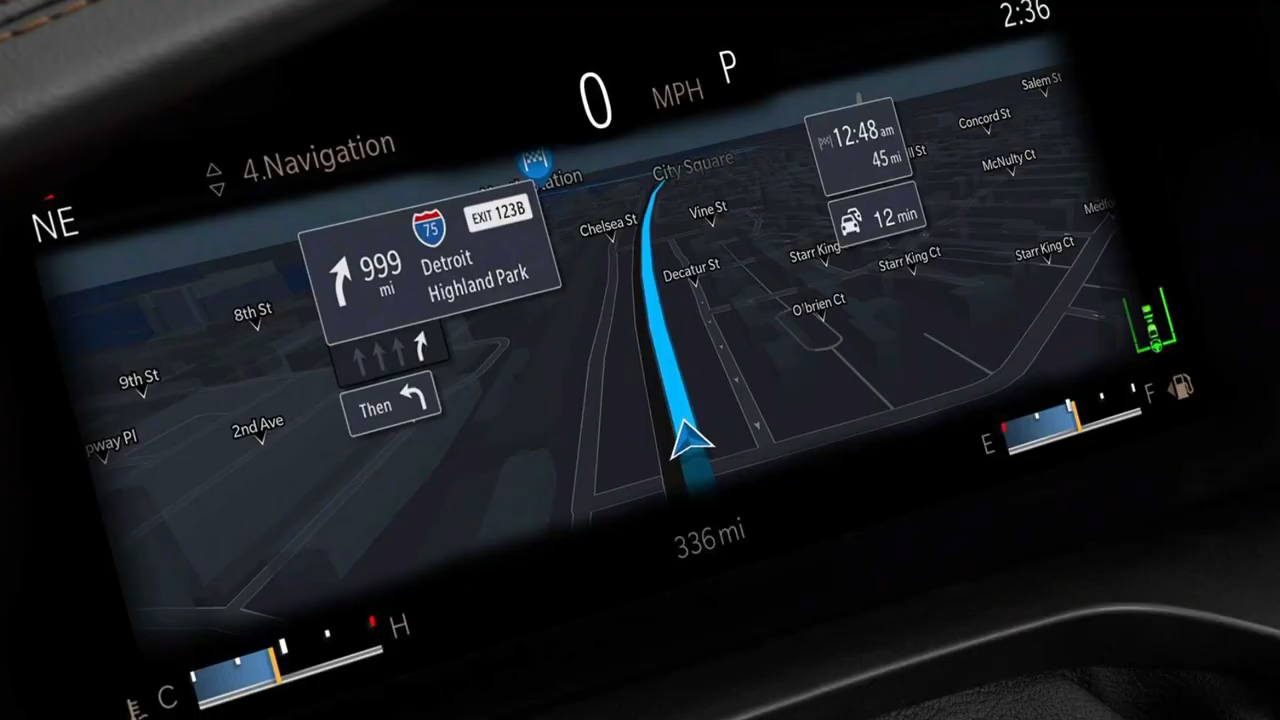 2:36
0
MPH
P
4.Navigation
NE
EXIT 123B
75
999
mi
Detroit
Highland Park
Then
12:48 am
45 mi
12 min
City Square
Salem St
Concord St
McNulty Ct
Chelsea St
Vine St
Decatur St
Starr King
Starr King Ct
Starr King Ct
O'brien Ct
8th St
9th St
2nd Ave
336 mi
E
F
C
H